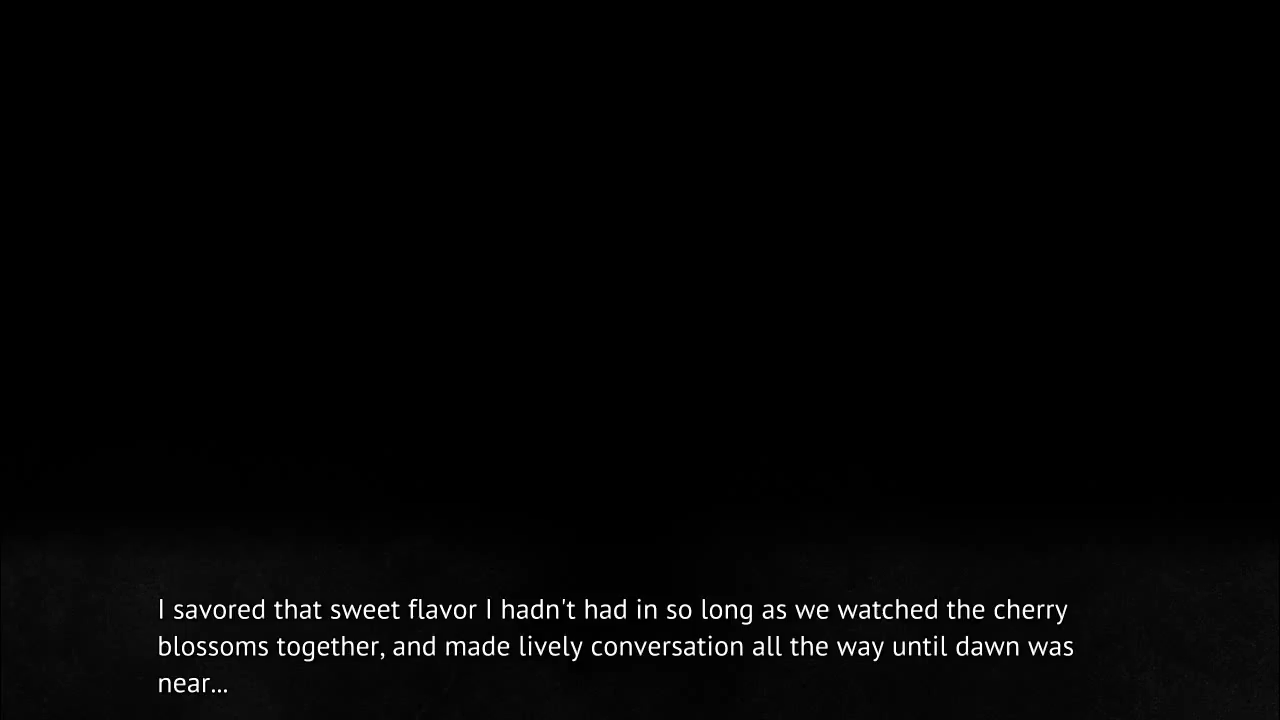 I savored that sweet flavor I hadn't had in so long as we watched the cherry
blossoms together, and made lively conversation all the way until dawn was
near...